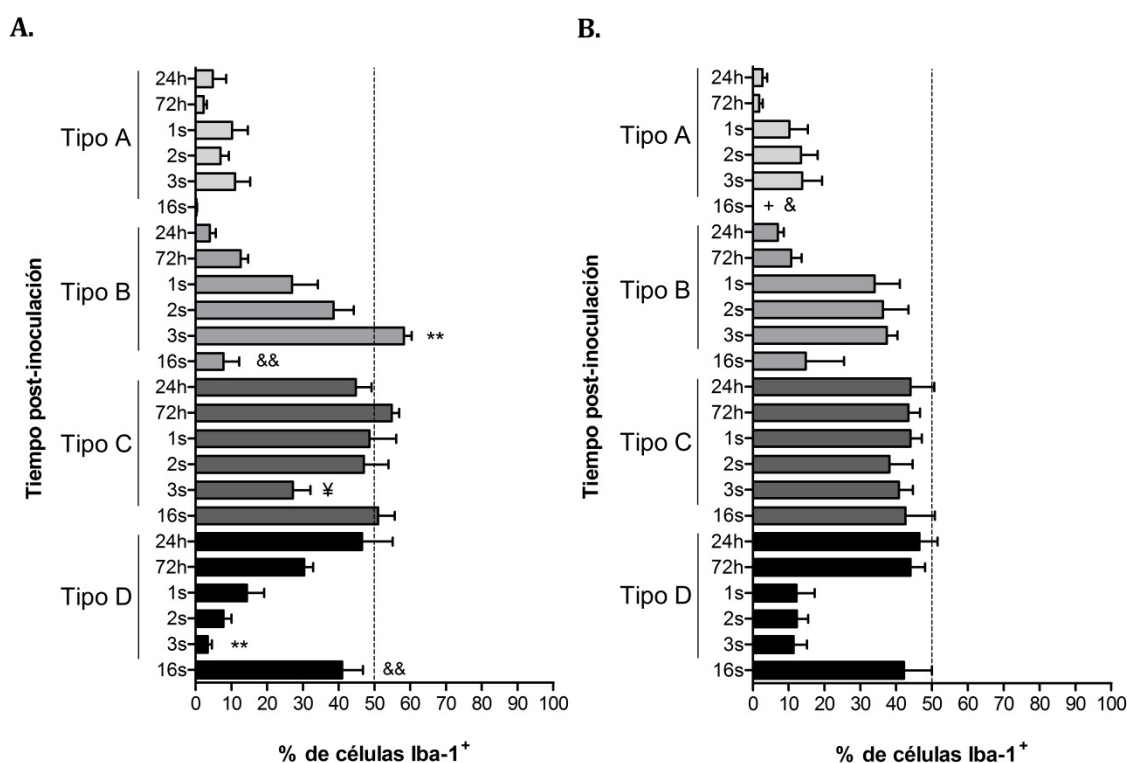 A.
Tiempo post-inoculación
Tipo A
24h
72h
1s
2s
3s
16s
Tipo B
24h
72h
1s
2s
3s **
16s &&
Tipo C
24h
72h
1s
2s
3s ¥
16s
Tipo D
24h
72h
1s
2s
3s **
16s &&
0 10 20 30 40 50 60 70 80 90 100
% de células Iba-1+
B.
Tiempo post-inoculación
Tipo A
24h
72h
1s
2s
3s
16s + &
Tipo B
24h
72h
1s
2s
3s
16s
Tipo C
24h
72h
1s
2s
3s
16s
Tipo D
24h
72h
1s
2s
3s
16s
0 10 20 30 40 50 60 70 80 90 100
% de células Iba-1+